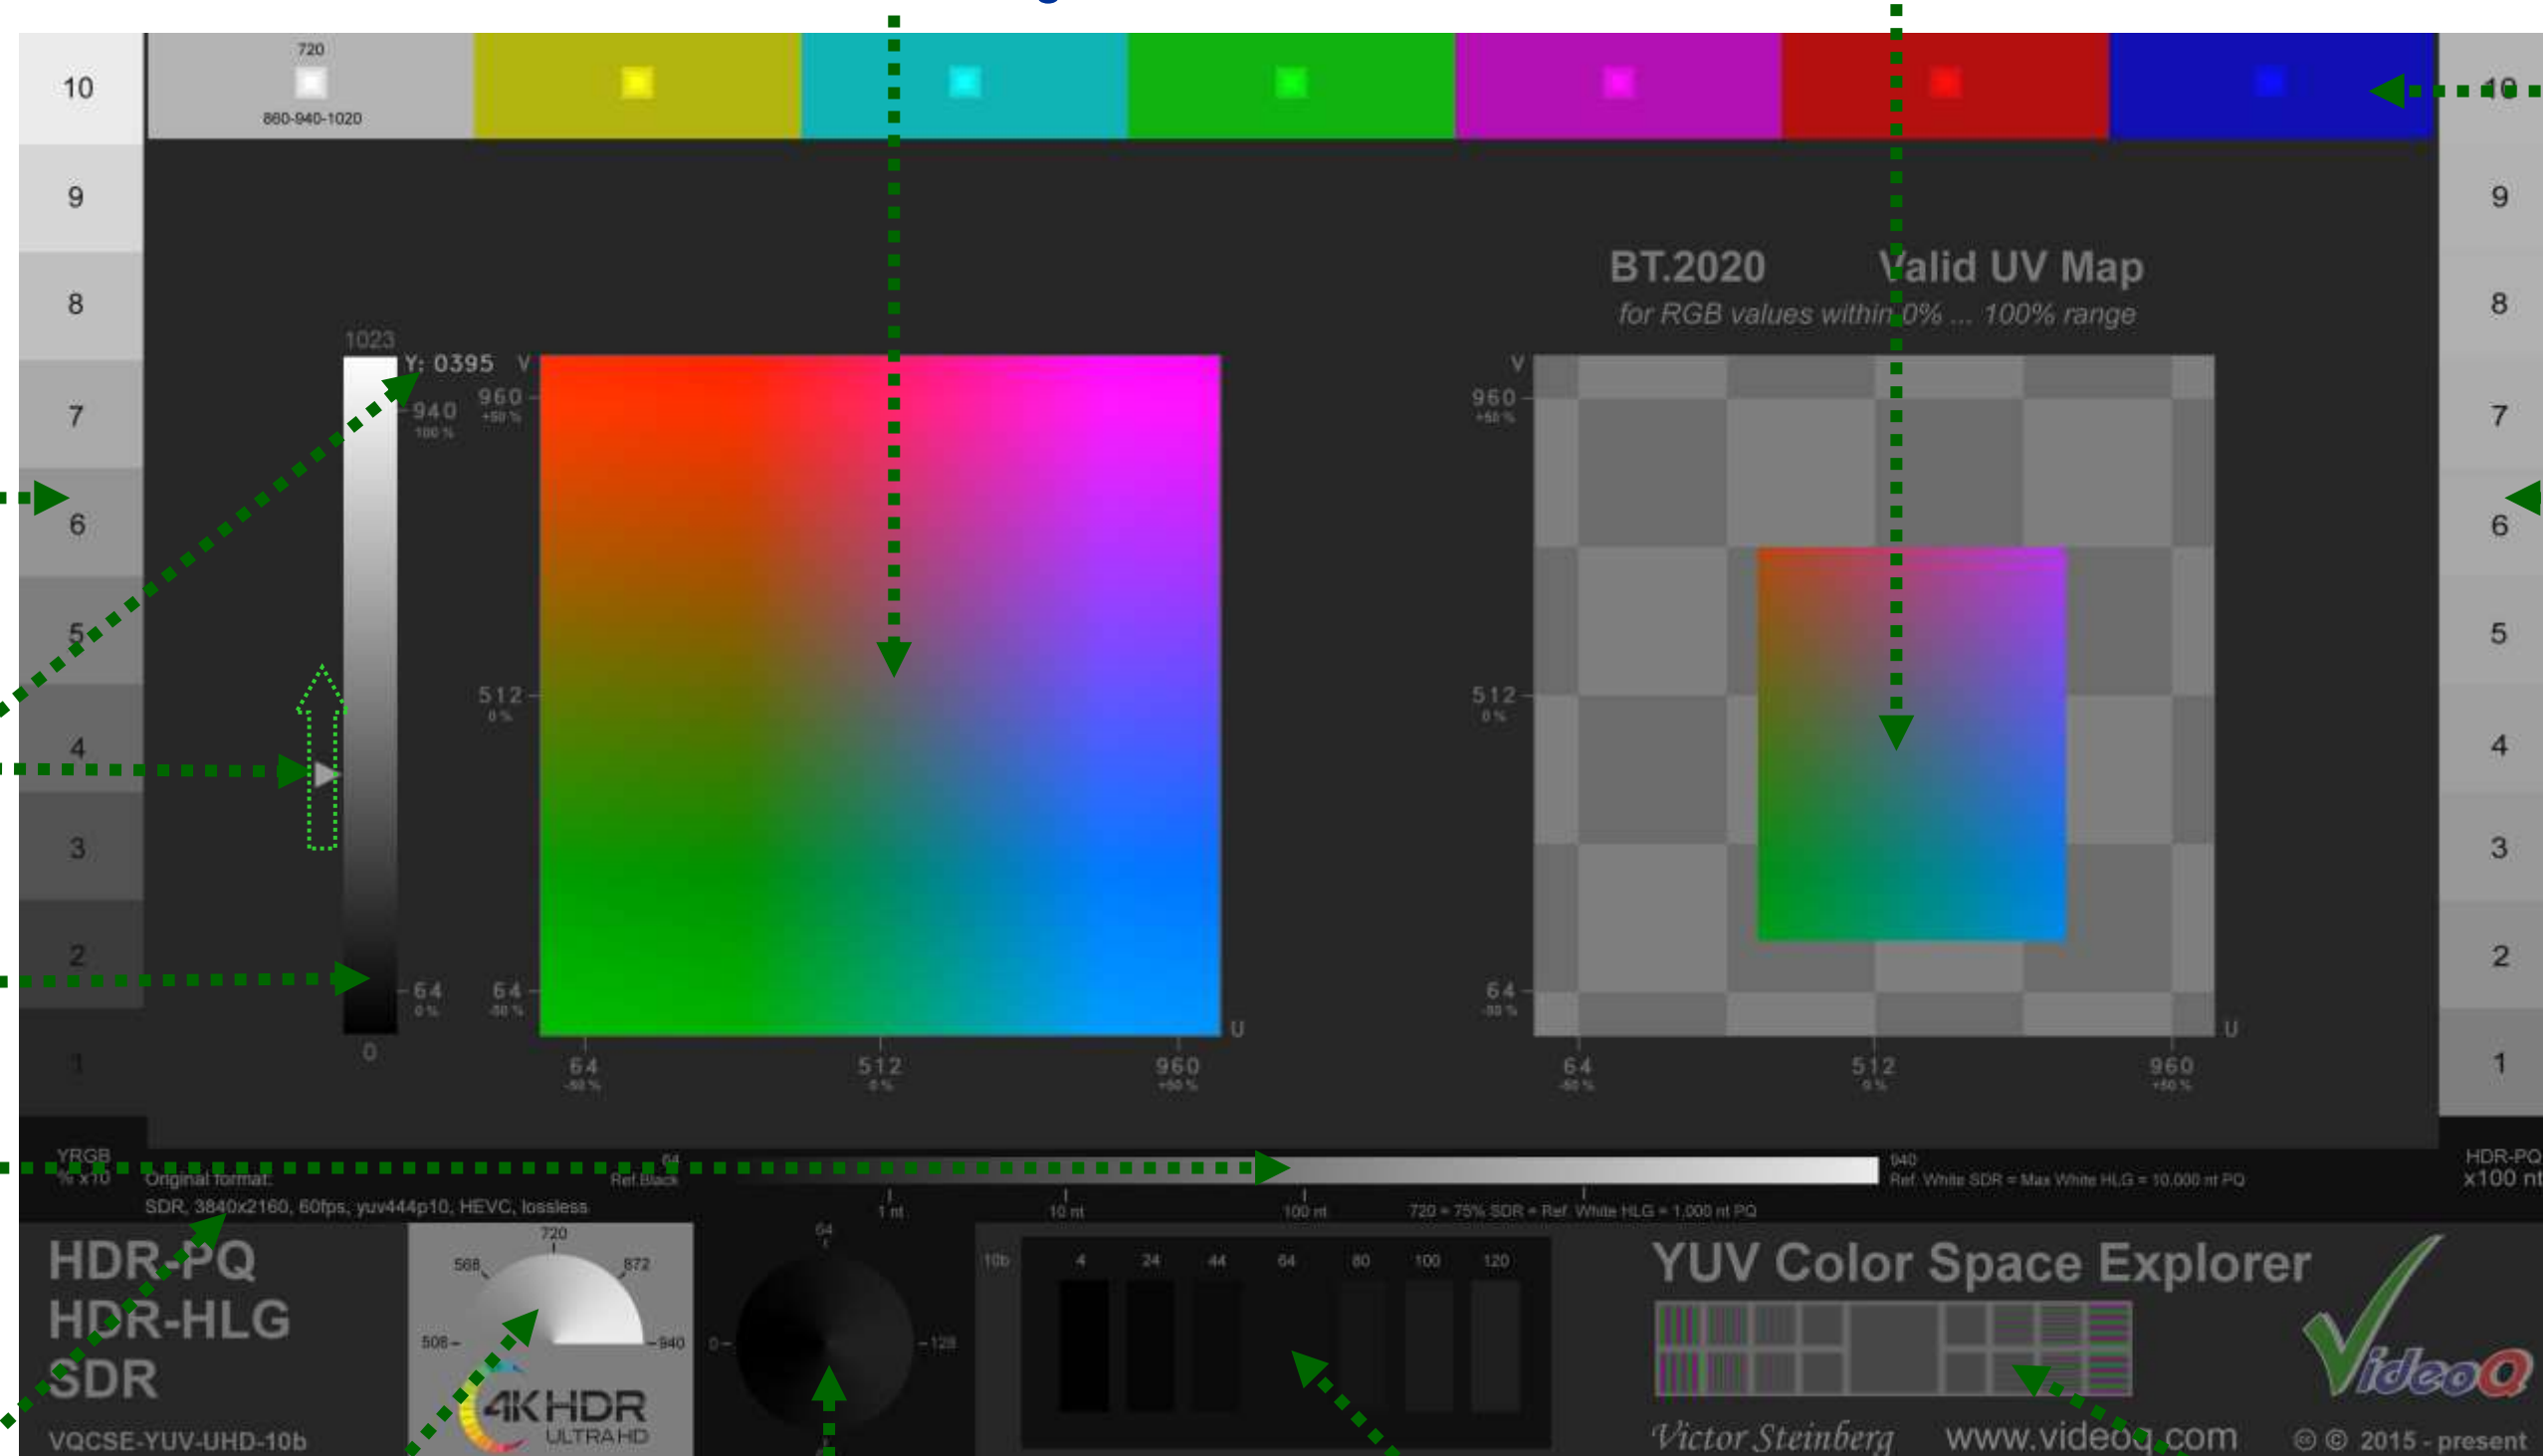 g
720
860-940-1020
10
10
9
9
8
8
7
7
6
6
5
5
4
4
3
3
2
2
1
1
BT.2020 Valid UV Map
for RGB values within 0% ... 100% range
1023
Y: 0395 V
940
100 %
960
+50 %
512
0 %
64
0 %
64
-50 %
0
U
64
-50 %
512
0 %
960
+50 %
V
960
+50 %
512
0 %
64
-50 %
U
64
-50 %
512
0 %
960
+50 %
YRGB
% x10
Original format:
SDR, 3840x2160, 60fps, yuv444p10, HEVC, lossless
64
Ref.Black
1 nt
10 nt
100 nt
720 = 75% SDR = Ref. White HLG = 1,000 nt PQ
940
Ref. White SDR = Max White HLG = 10,000 nt PQ
HDR-PQ
x100 nt
HDR-PQ
HDR-HLG
SDR
VQCSE-YUV-UHD-10b
720
568
872
508
940
4K HDR
ULTRA HD
64
0
128
10b 4 24 44 64 80 100 120
YUV Color Space Explorer
VideoQ
Victor Steinberg www.videoq.com © 2015 - present